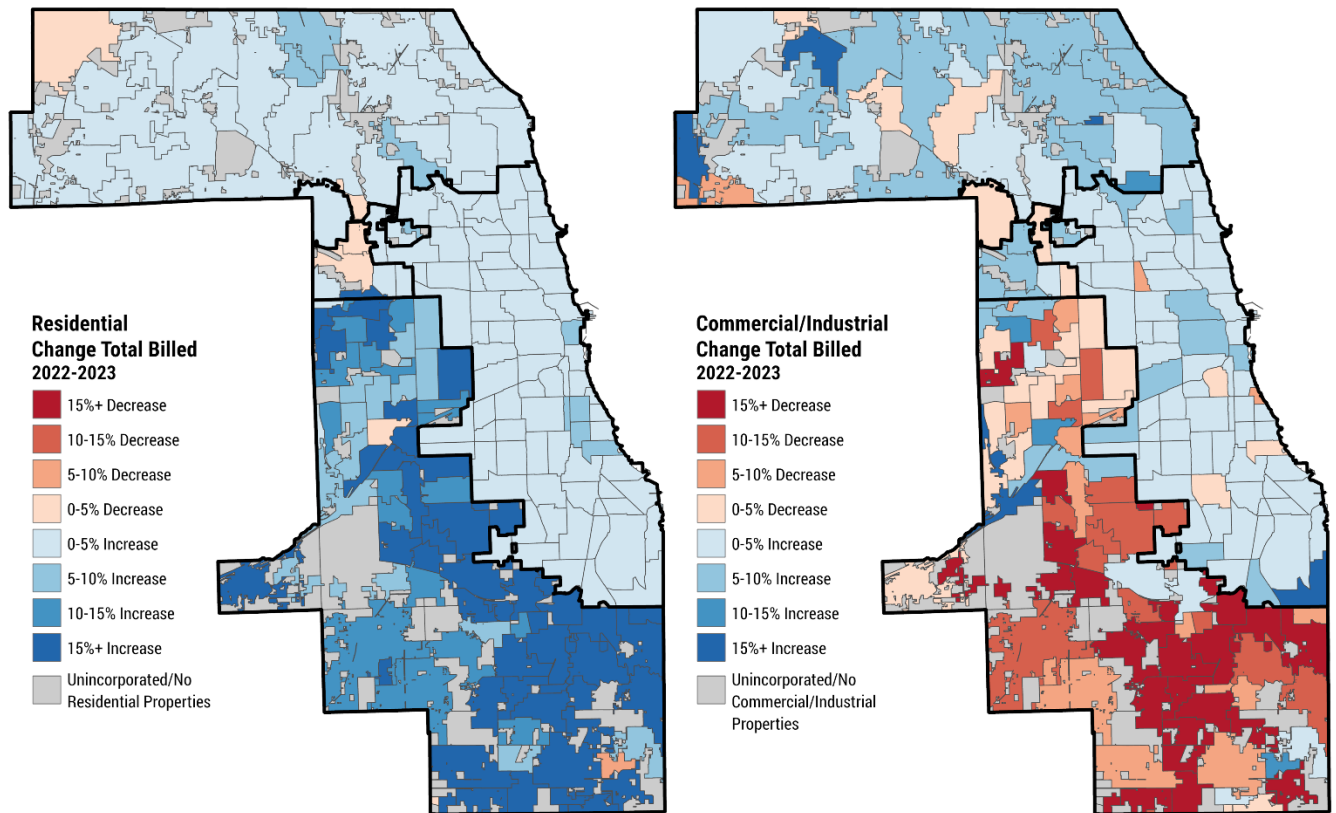 Residential
Change Total Billed
2022-2023
15%+ Decrease
10-15% Decrease
5-10% Decrease
0-5% Decrease
0-5% Increase
5-10% Increase
10-15% Increase
15%+ Increase
Unincorporated/No
Residential Properties
Commercial/Industrial
Change Total Billed
2022-2023
15%+ Decrease
10-15% Decrease
5-10% Decrease
0-5% Decrease
0-5% Increase
5-10% Increase
10-15% Increase
15%+ Increase
Unincorporated/No
Commercial/Industrial
Properties